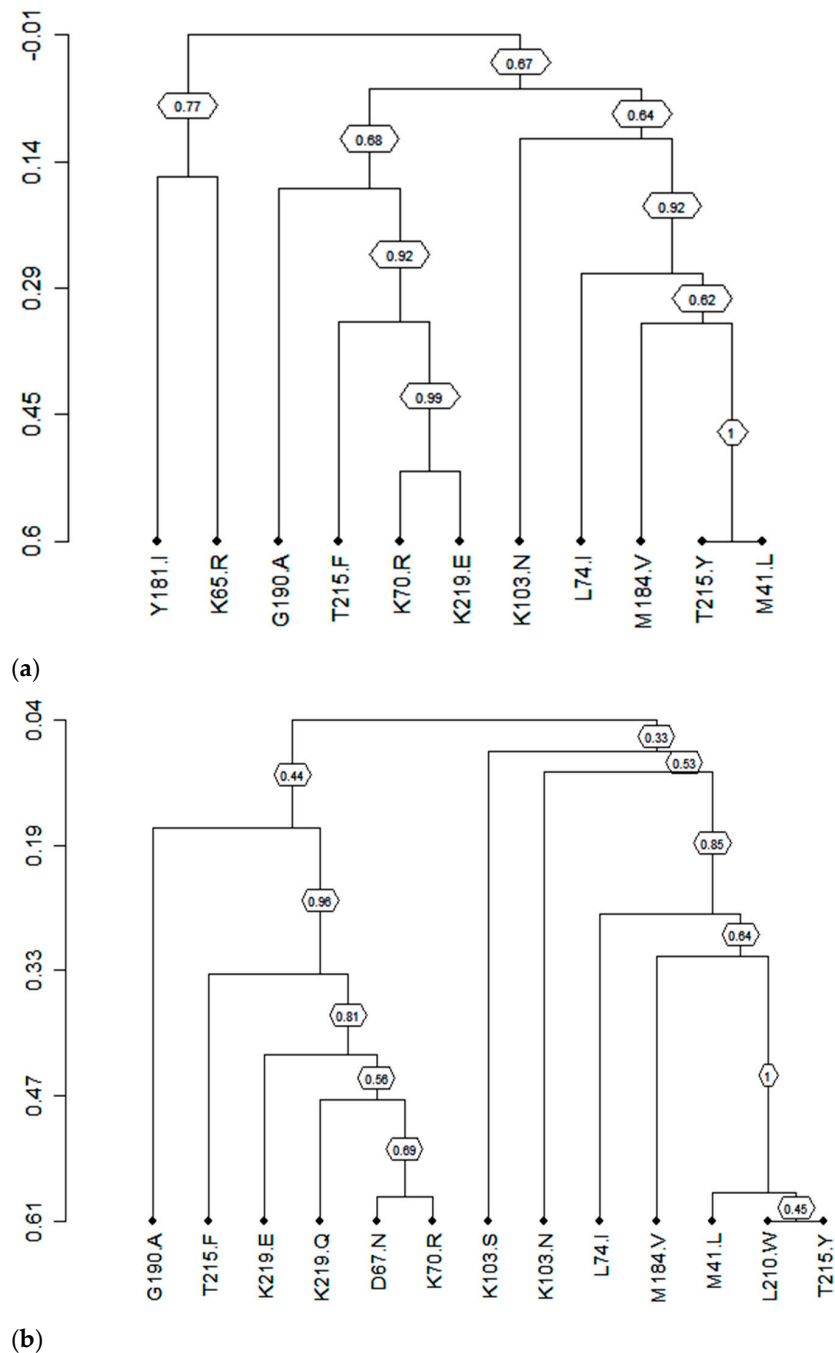 -0.01
0.67
0.77
0.64
0.68
0.14
0.92
0.92
0.29
0.62
0.99
0.45
1
0.6
Y181.I
K65.R
G190.A
T215.F
K70.R
K219.E
K103.N
L74.I
M184.V
T215.Y
M41.L
(a)
0.04
0.33
0.53
0.44
0.19
0.85
0.96
0.64
0.33
0.81
0.56
1
0.47
0.69
0.45
0.61
G190.A
T215.F
K219.E
K219.Q
D67.N
K70.R
K103.S
K103.N
L74.I
M184.V
M41.L
L210.W
T215.Y
(b)